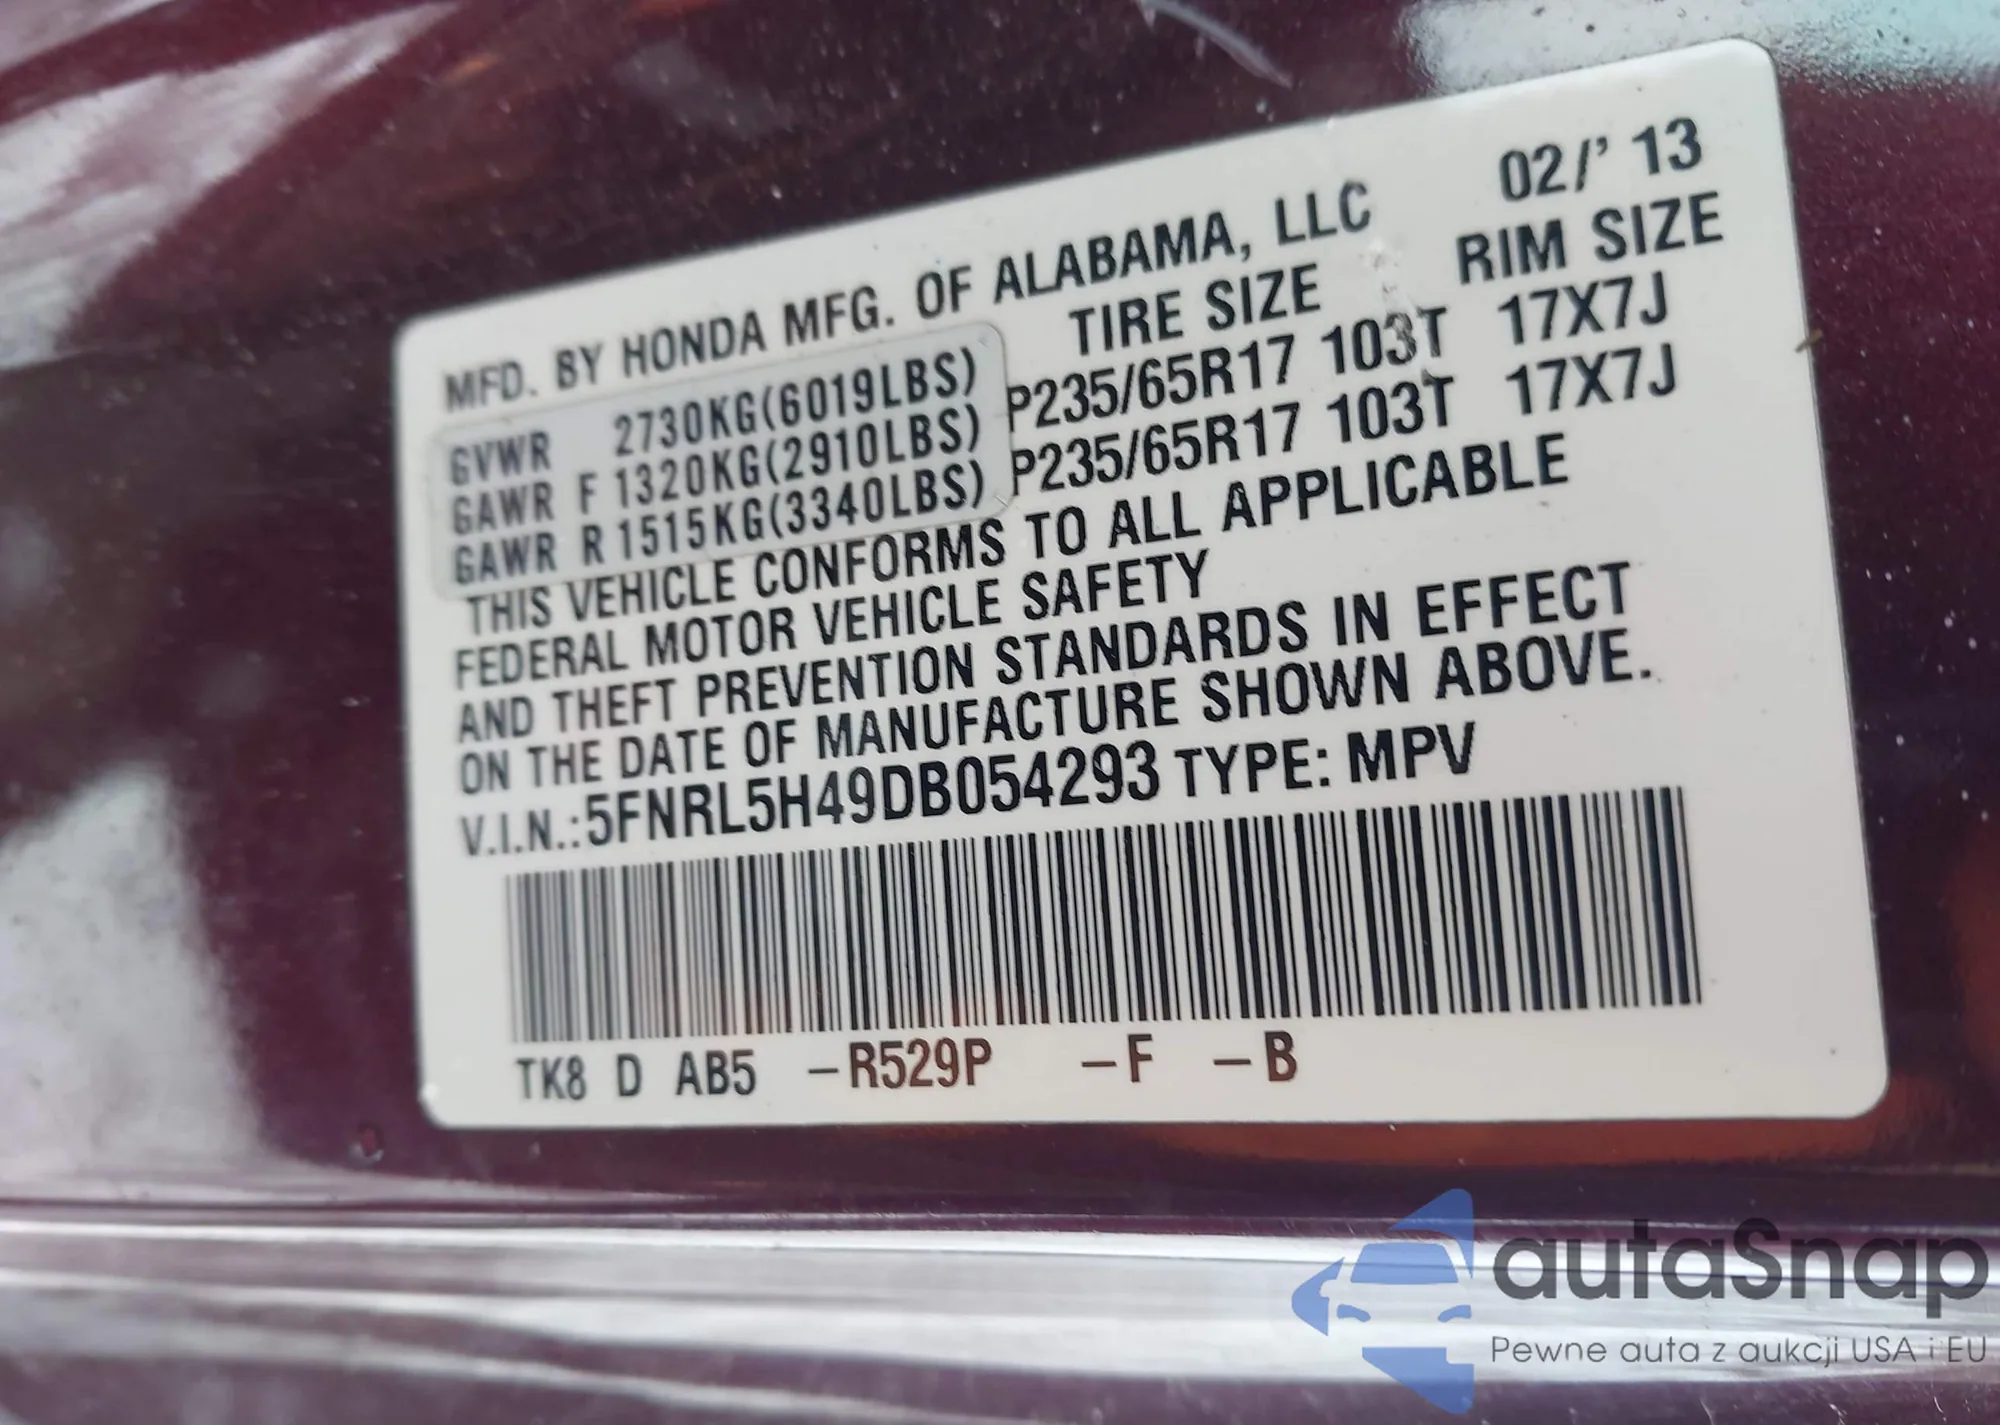 MFD. BY HONDA MFG. OF ALABAMA, LLC 02/' 13
TIRE SIZE RIM SIZE
GVWR 2730KG(6019LBS)
GAWR F 1320KG(2910LBS) P235/65R17 103T 17X7J
GAWR R 1515KG(3340LBS) P235/65R17 103T 17X7J
THIS VEHICLE CONFORMS TO ALL APPLICABLE
FEDERAL MOTOR VEHICLE SAFETY
AND THEFT PREVENTION STANDARDS IN EFFECT
ON THE DATE OF MANUFACTURE SHOWN ABOVE.
V.I.N.:5FNRL5H49DB054293 TYPE: MPV
TK8 D AB5 –R529P –F –B
autaSnap
Pewne auta z aukcji USA i EU